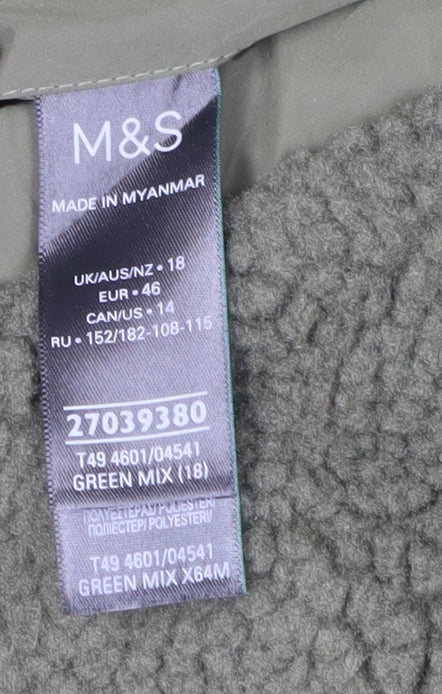 M&S
MADE IN MYANMAR
UK/AUS/NZ • 18
EUR • 46
CAN/US • 14
RU • 152/182-108-115
27039380
T49 4601/04541
GREEN MIX (18)
ПОЛИЕСТЕР/ POLYESTER//
T49 4601/04541
GREEN MIX X64M